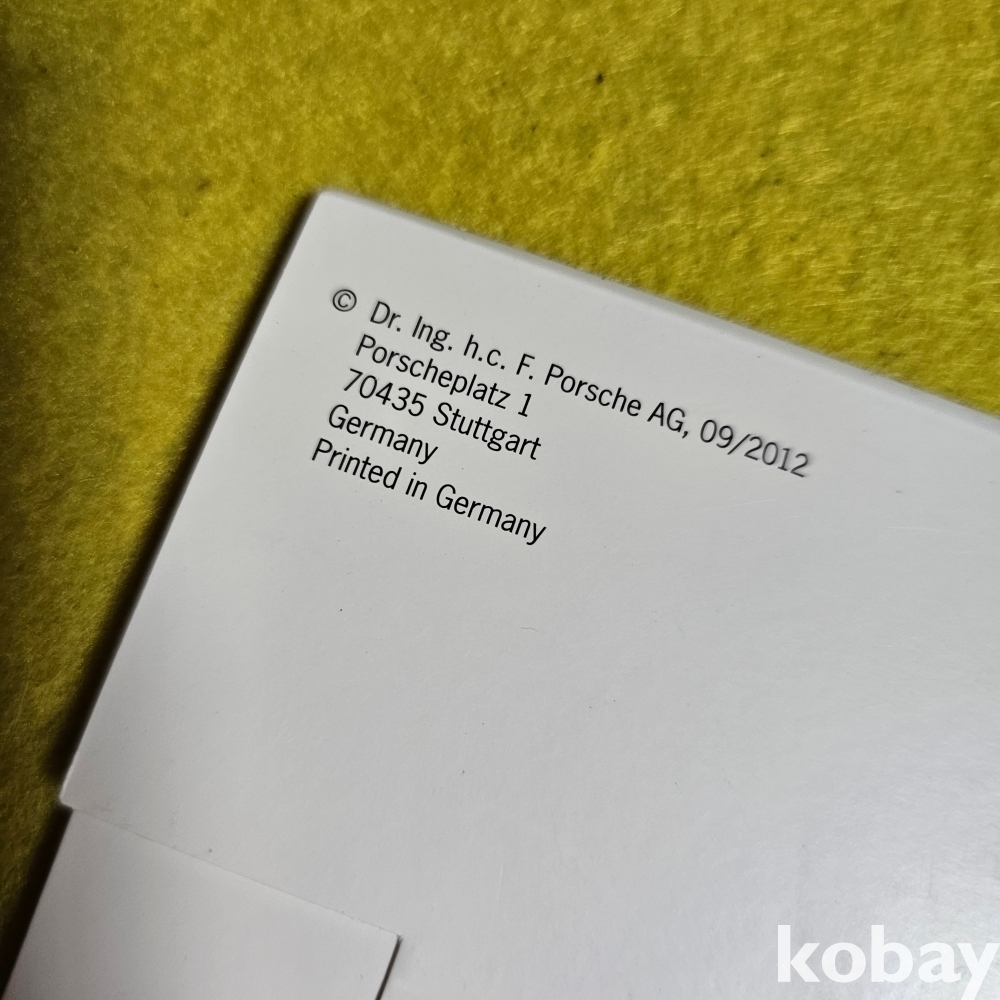 © Dr. Ing. h.c. F. Porsche AG, 09/2012
Porscheplatz 1
70435 Stuttgart
Germany
Printed in Germany
kobay